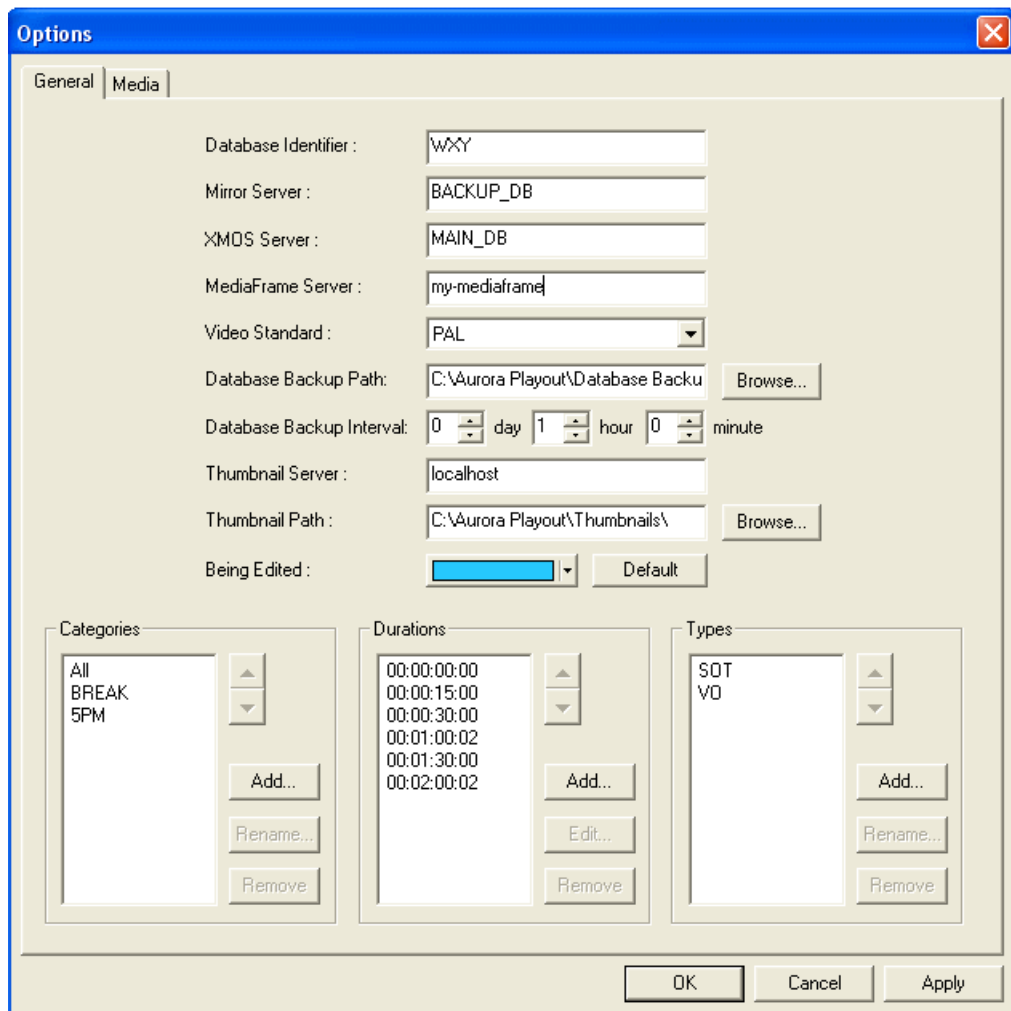 Options
General Media
Database Identifier : WXY
Mirror Server : BACKUP_DB
XMOS Server : MAIN_DB
MediaFrame Server : my-mediaframe
Video Standard : PAL
Database Backup Path: C:\Aurora Playout\Database Backu Browse...
Database Backup Interval: 0 day 1 hour 0 minute
Thumbnail Server : localhost
Thumbnail Path : C:\Aurora Playout\Thumbnails\ Browse...
Being Edited : Default
Categories
All
BREAK
5PM
Add...
Rename...
Remove
Durations
00:00:00:00
00:00:15:00
00:00:30:00
00:01:00:02
00:01:30:00
00:02:00:02
Add...
Edit...
Remove
Types
SOT
VO
Add...
Rename...
Remove
OK Cancel Apply